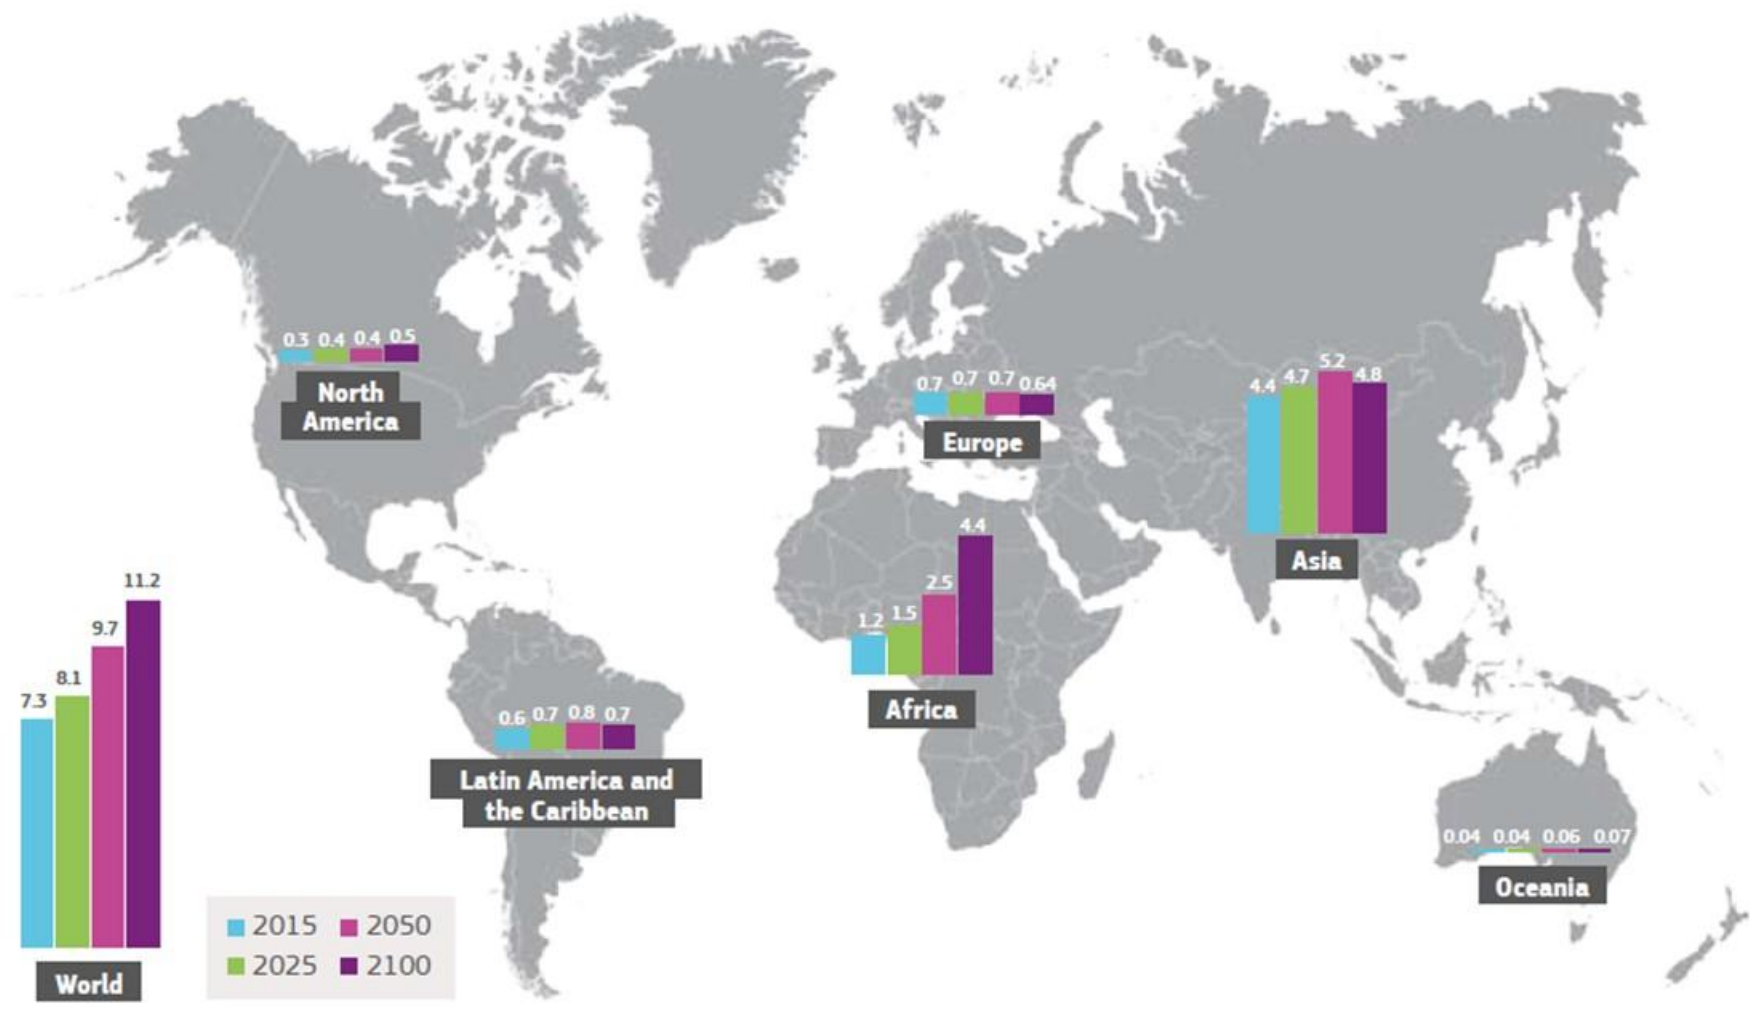 0.3 0.4 0.4 0.5
North
America
0.7 0.7 0.7 0.64
Europe
4.4 4.7 5.2 4.8
Asia
1.2 1.5 2.5 4.4
Africa
7.3 8.1 9.7 11.2
World
0.6 0.7 0.8 0.7
Latin America and
the Caribbean
0.04 0.04 0.06 0.07
Oceania
2015 2050
2025 2100